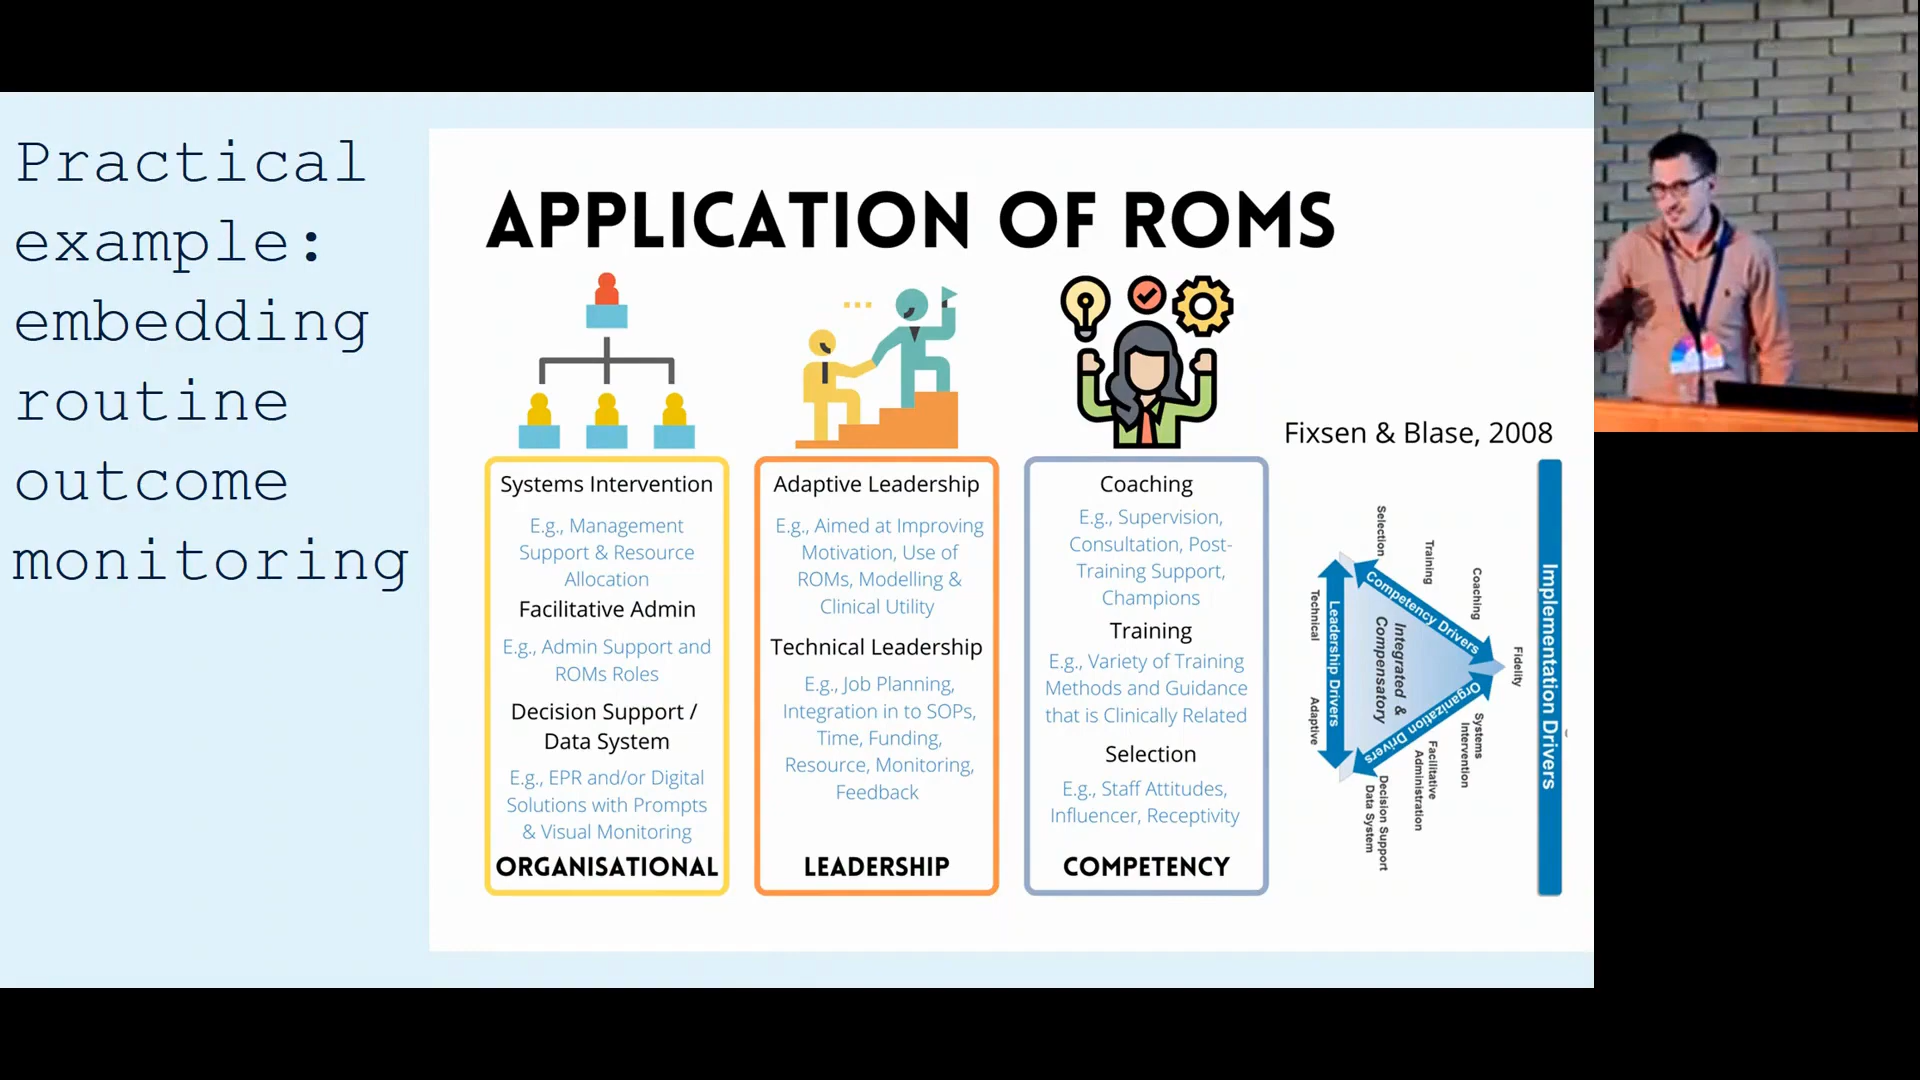 Practical
example:
embedding
routine
outcome
monitoring
APPLICATION OF ROMS
Systems Intervention
E.g., Management
Support & Resource
Allocation
Facilitative Admin
E.g., Admin Support and
ROMs Roles
Decision Support /
Data System
E.g., EPR and/or Digital
Solutions with Prompts
& Visual Monitoring
ORGANISATIONAL
Adaptive Leadership
E.g., Aimed at Improving
Motivation, Use of
ROMs, Modelling &
Clinical Utility
Technical Leadership
E.g., Job Planning,
Integration in to SOPs,
Time, Funding,
Resource, Monitoring,
Feedback
LEADERSHIP
Coaching
E.g., Supervision,
Consultation, Post-
Training Support,
Champions
Training
E.g., Variety of Training
Methods and Guidance
that is Clinically Related
Selection
E.g., Staff Attitudes,
Influencer, Receptivity
COMPETENCY
Fixsen & Blase, 2008
Implementation Drivers
Fidelity
Coaching
Training
Selection
Competency Drivers
Systems
Intervention
Facilitative
Administration
Decision Support
Data System
Organization Drivers
Integrated &
Compensatory
Leadership Drivers
Technical
Adaptive